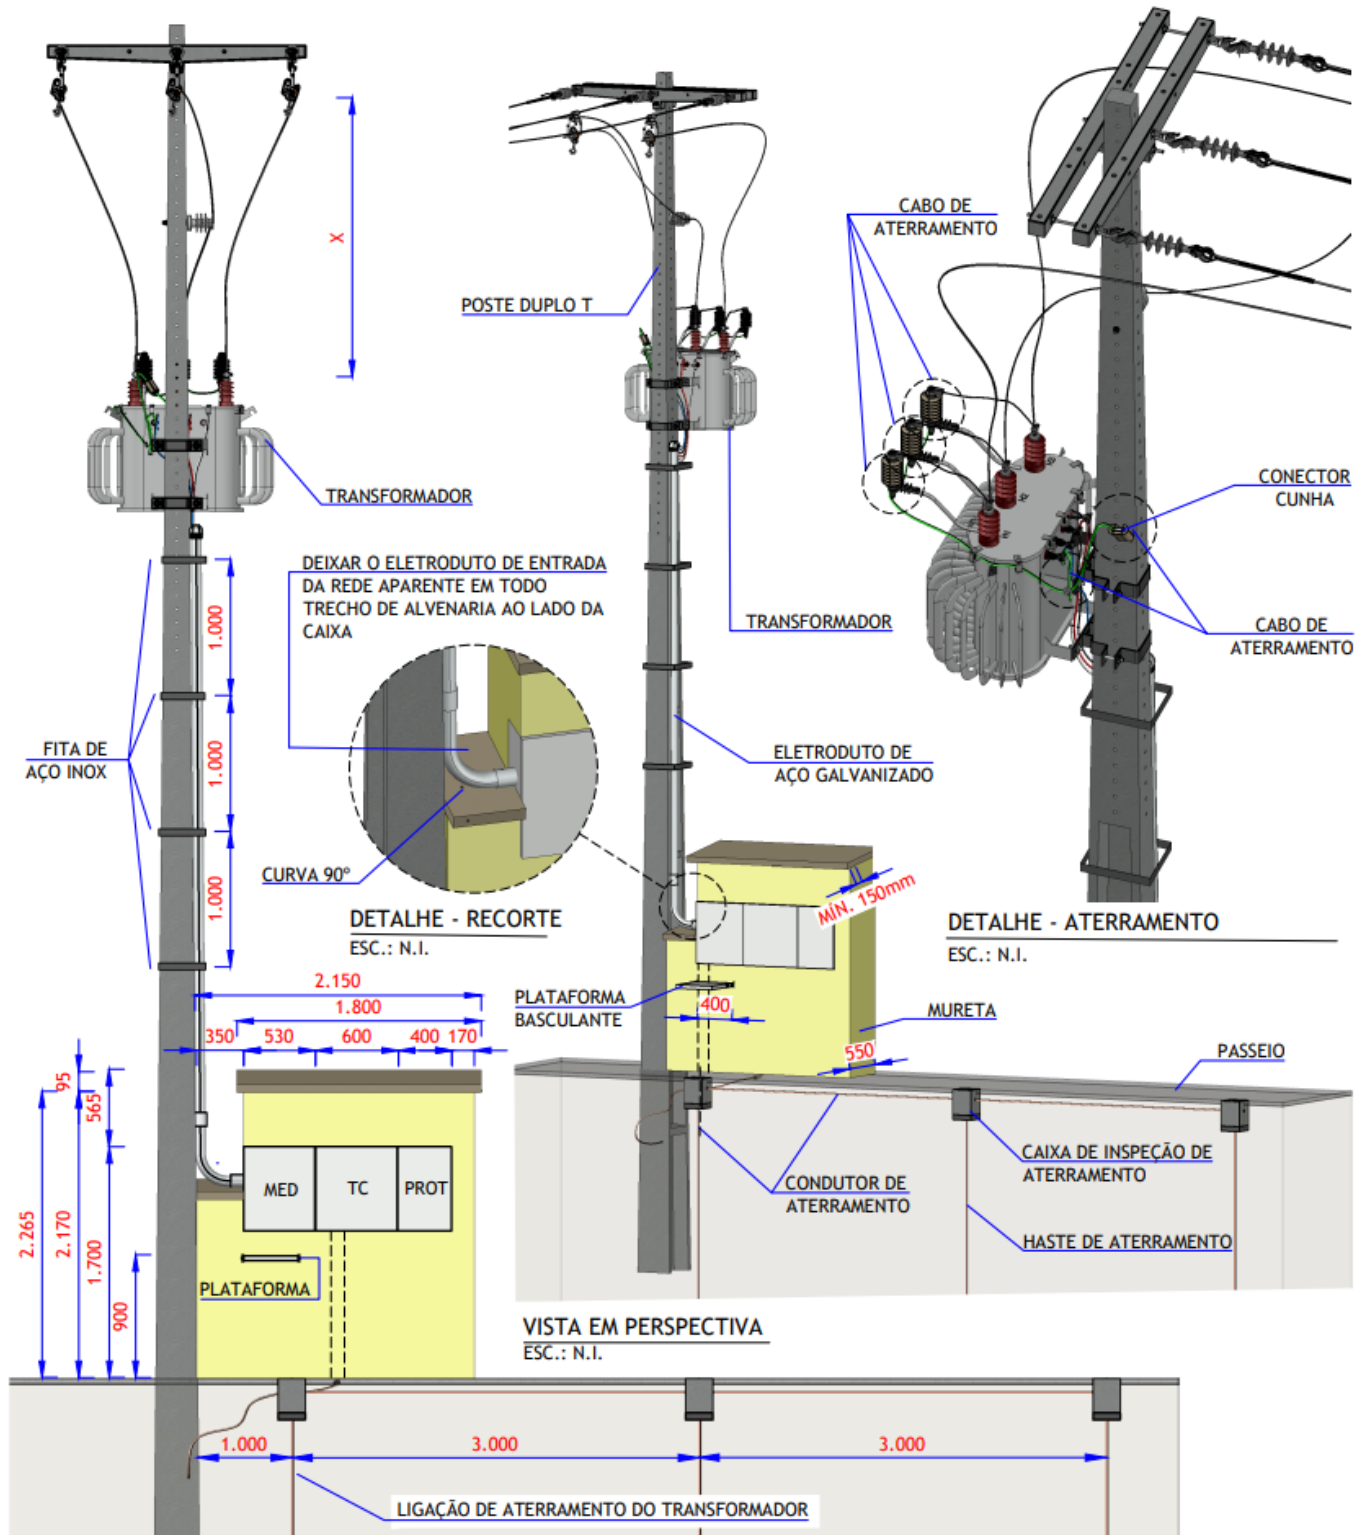 X
CABO DE
ATERRAMENTO
POSTE DUPLO T
TRANSFORMADOR
CONECTOR
CUNHA
DEIXAR O ELETRODUTO DE ENTRADA
DA REDE APARENTE EM TODO
TRECHO DE ALVENARIA AO LADO DA
CAIXA
TRANSFORMADOR
CABO DE
ATERRAMENTO
1.000
1.000
1.000
FITA DE
AÇO INOX
ELETRODUTO DE
AÇO GALVANIZADO
CURVA 90º
DETALHE - RECORTE
ESC.: N.I.
MÍN. 150mm
DETALHE - ATERRAMENTO
ESC.: N.I.
2.150
1.800
350
530
600
400
170
PLATAFORMA
BASCULANTE
400
MURETA
550
PASSEIO
95
565
MED
TC
PROT
CAIXA DE INSPEÇÃO DE
ATERRAMENTO
CONDUTOR DE
ATERRAMENTO
HASTE DE ATERRAMENTO
2.265
2.170
1.700
900
PLATAFORMA
VISTA EM PERSPECTIVA
ESC.: N.I.
1.000
3.000
3.000
LIGAÇÃO DE ATERRAMENTO DO TRANSFORMADOR